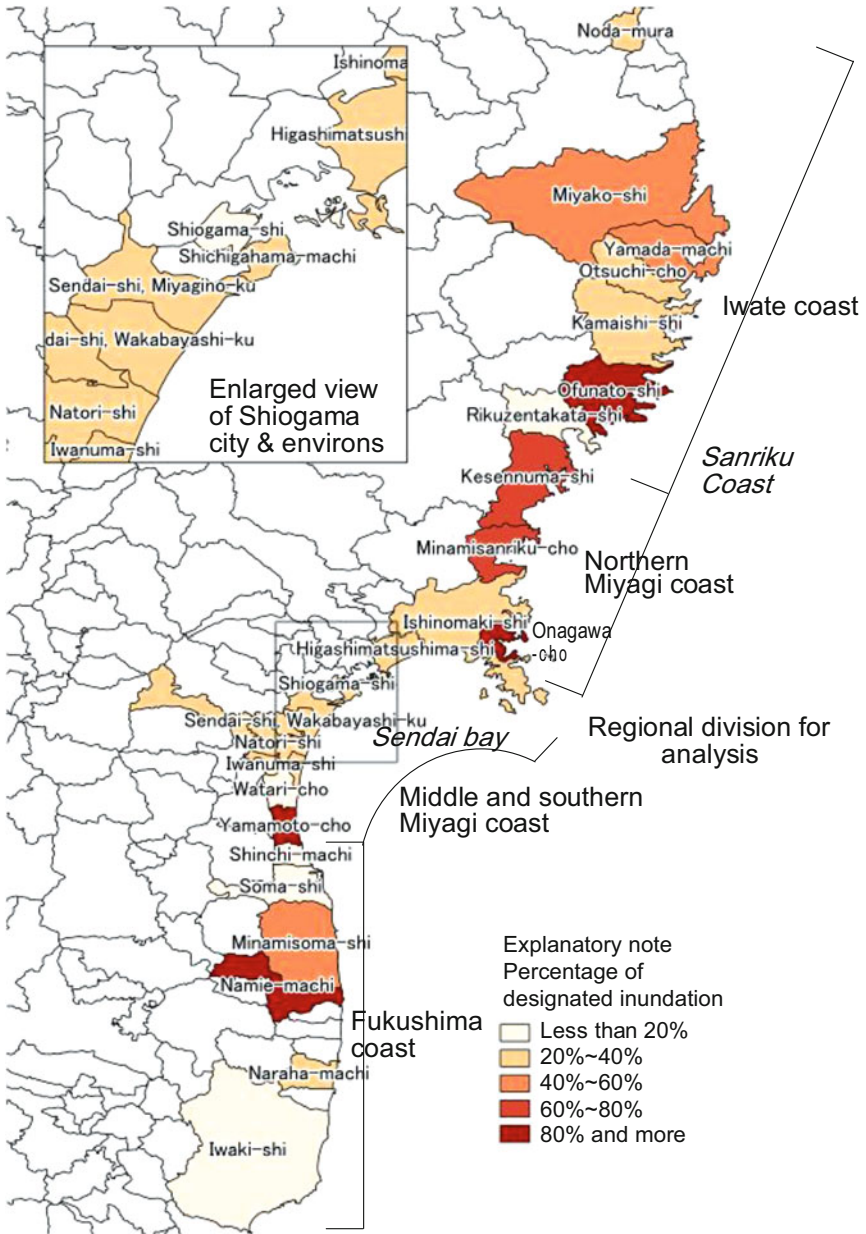 Noda-mura
Ishinoma
Higashimatsushi
Shiogama-shi
Shichigahama-machi
Sendai-shi, Miyagino-ku
dai-shi, Wakabayashi-ku
Natori-shi
Iwanuma-shi
Enlarged view
of Shiogama
city & environs
Miyako-shi
Yamada-machi
Otsuchi-cho
Kamaishi-shi
Iwate coast
Ofunato-shi
Rikuzentakata-shi
Kesennuma-shi
Sanriku
Coast
Minamisanriku-cho
Northern
Miyagi coast
Ishinomaki-shi
Onagawa
-cho
Higashimatsushima-shi
Shiogama-shi
Sendai-shi, Wakabayashi-ku
Natori-shi
Iwanuma-shi
Sendai bay
Regional division for
analysis
Watari-cho
Middle and southern
Miyagi coast
Yamamoto-cho
Shinchi-machi
Soma-shi
Minamisoma-shi
Namie-machi
Fukushima
coast
Naraha-machi
Iwaki-shi
Explanatory note
Percentage of
designated inundation
Less than 20%
20%~40%
40%~60%
60%~80%
80% and more